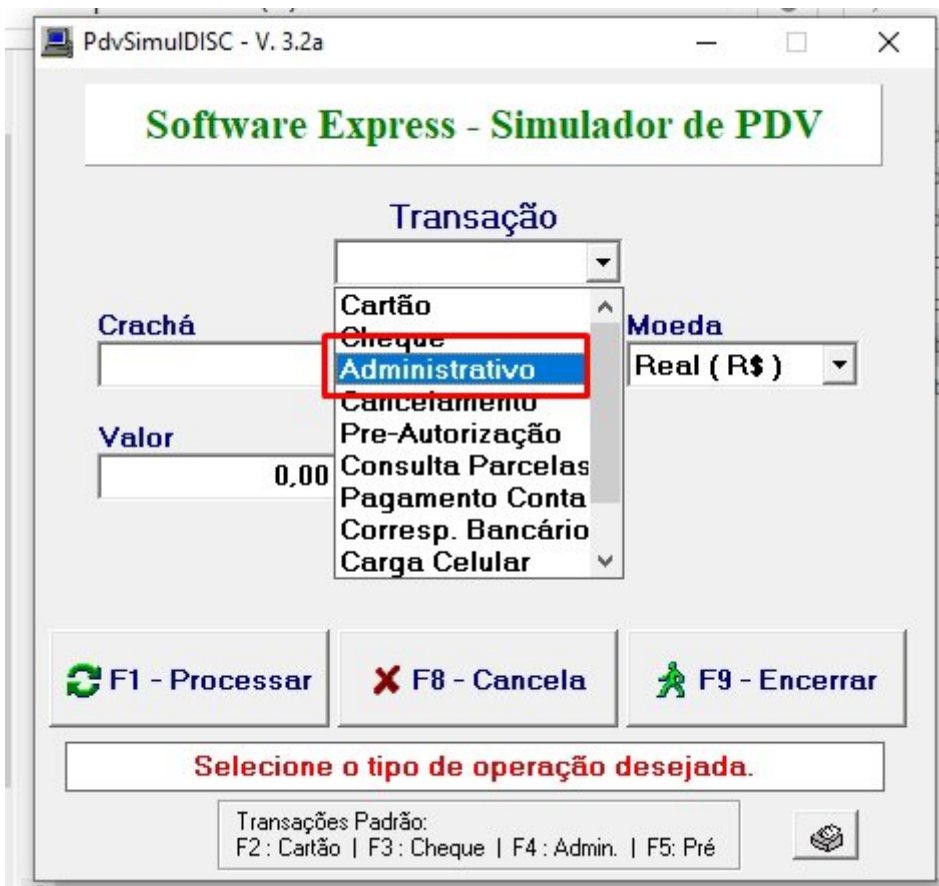 PdvSimulDISC - V. 3.2a
Software Express - Simulador de PDV
Transação
Crachá
Cartão
Cheque
Administrativo
Cancelamento
Pre-Autorização
Consulta Parcelas
Pagamento Conta
Corresp. Bancário
Carga Celular
Moeda
Real ( R$ )
Valor
0,00
F1 - Processar
F8 - Cancela
F9 - Encerrar
Selecione o tipo de operação desejada.
Transações Padrão:
F2 : Cartão | F3 : Cheque | F4 : Admin. | F5: Pré